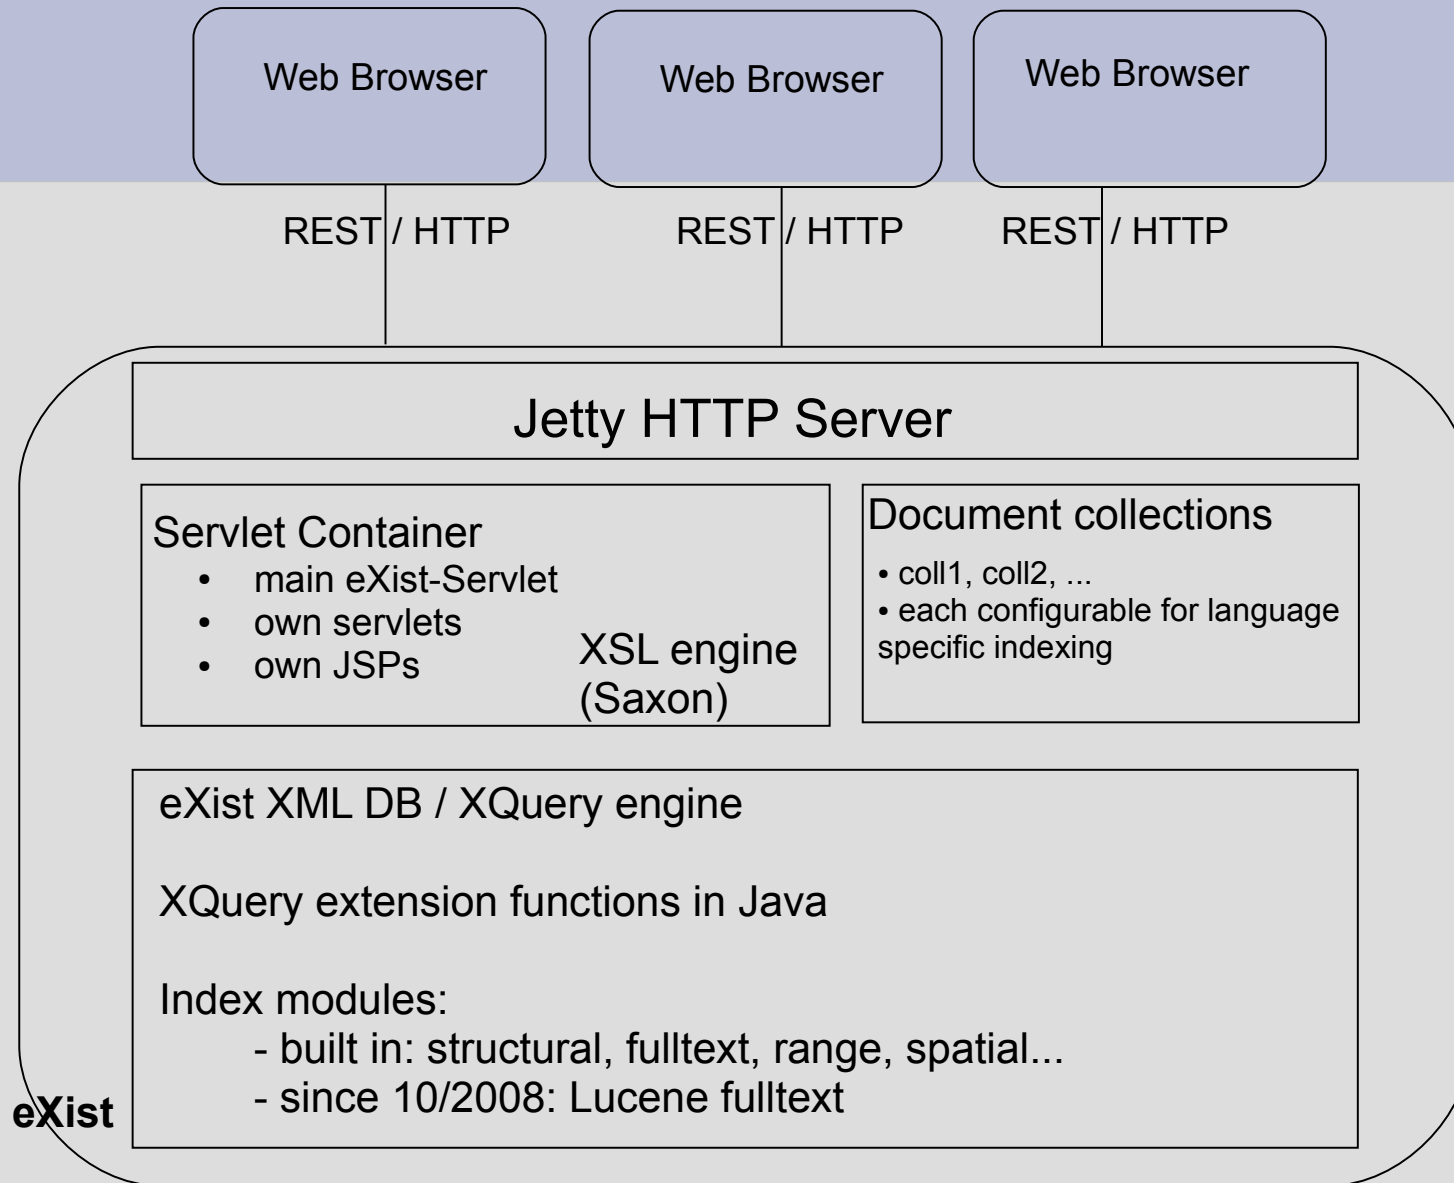 Web Browser
Web Browser
Web Browser
REST / HTTP
REST / HTTP
REST / HTTP
Jetty HTTP Server
Servlet Container
• main eXist-Servlet
• own servlets
• own JSPs
XSL engine
(Saxon)
Document collections
• coll1, coll2, ...
• each configurable for language
specific indexing
eXist XML DB / XQuery engine
XQuery extension functions in Java
Index modules:
- built in: structural, fulltext, range, spatial...
- since 10/2008: Lucene fulltext
eXist